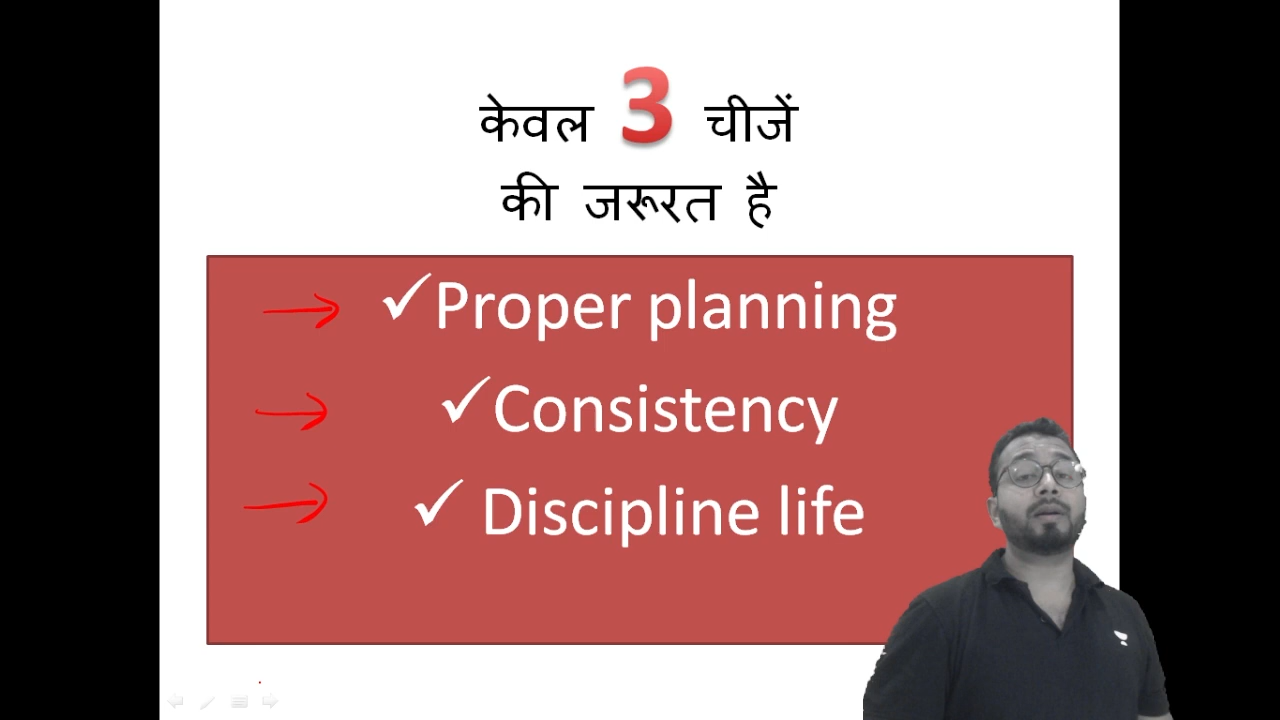 केवल 3 चीजें
की जरूरत है
✓Proper planning
✓Consistency
✓ Discipline life